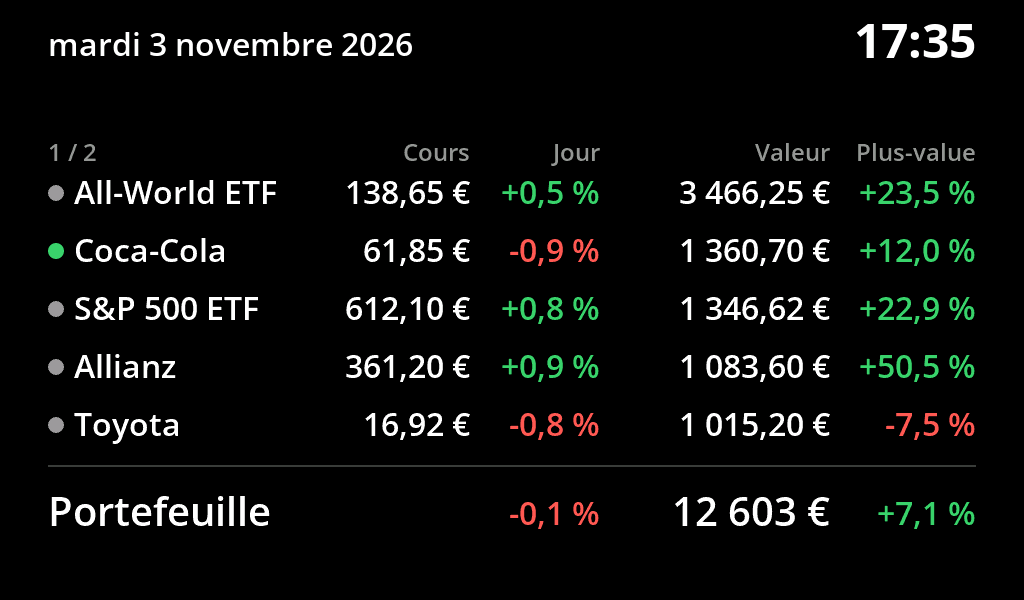 mardi 3 novembre 2026 17:35
1 / 2 Cours Jour Valeur Plus-value
All-World ETF 138,65 € +0,5 % 3 466,25 € +23,5 %
Coca-Cola 61,85 € -0,9 % 1 360,70 € +12,0 %
S&P 500 ETF 612,10 € +0,8 % 1 346,62 € +22,9 %
Allianz 361,20 € +0,9 % 1 083,60 € +50,5 %
Toyota 16,92 € -0,8 % 1 015,20 € -7,5 %
Portefeuille -0,1 % 12 603 € +7,1 %